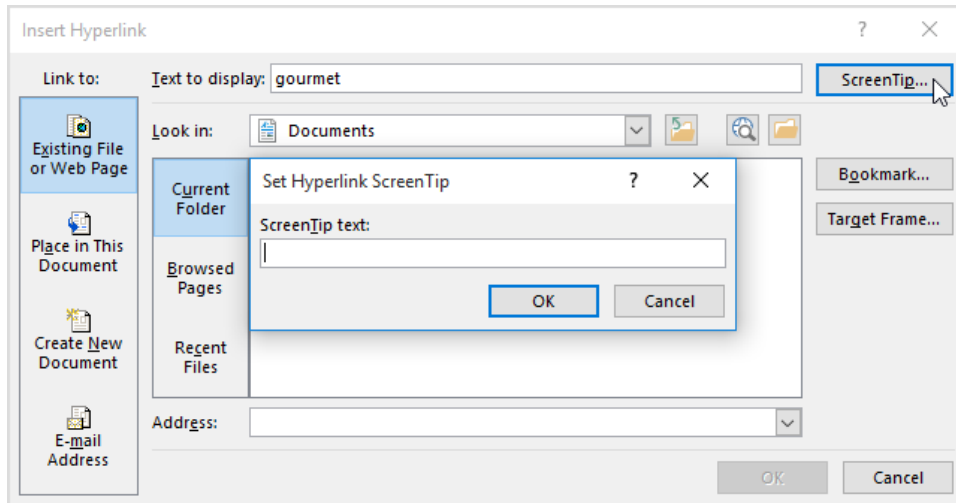 Insert Hyperlink ? ×
Link to:
Text to display: gourmet
ScreenTip...
Existing File
or Web Page
Place in This
Document
Create New
Document
E-mail
Address
Look in: Documents
Current
Folder
Browsed
Pages
Recent
Files
Set Hyperlink ScreenTip ? ×
ScreenTip text:
OK Cancel
Bookmark...
Target Frame...
Address:
OK Cancel